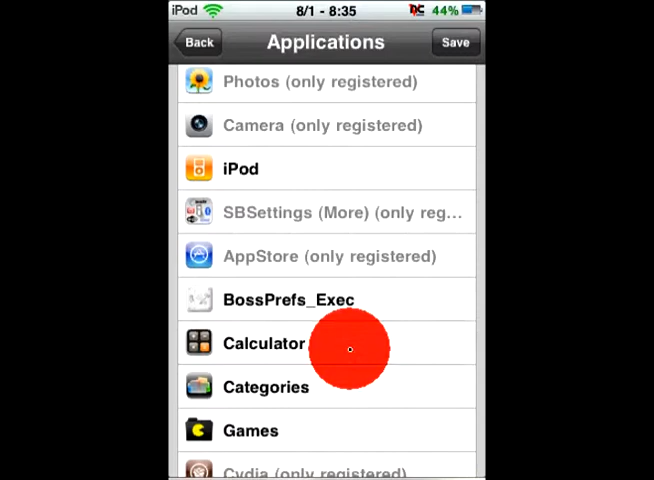 iPod 8/1 - 8:35 44%
Back Applications Save
Photos (only registered)
Camera (only registered)
iPod
SBSettings (More) (only reg...
AppStore (only registered)
BossPrefs_Exec
Calculator
Categories
Games
Cydia (only registered)